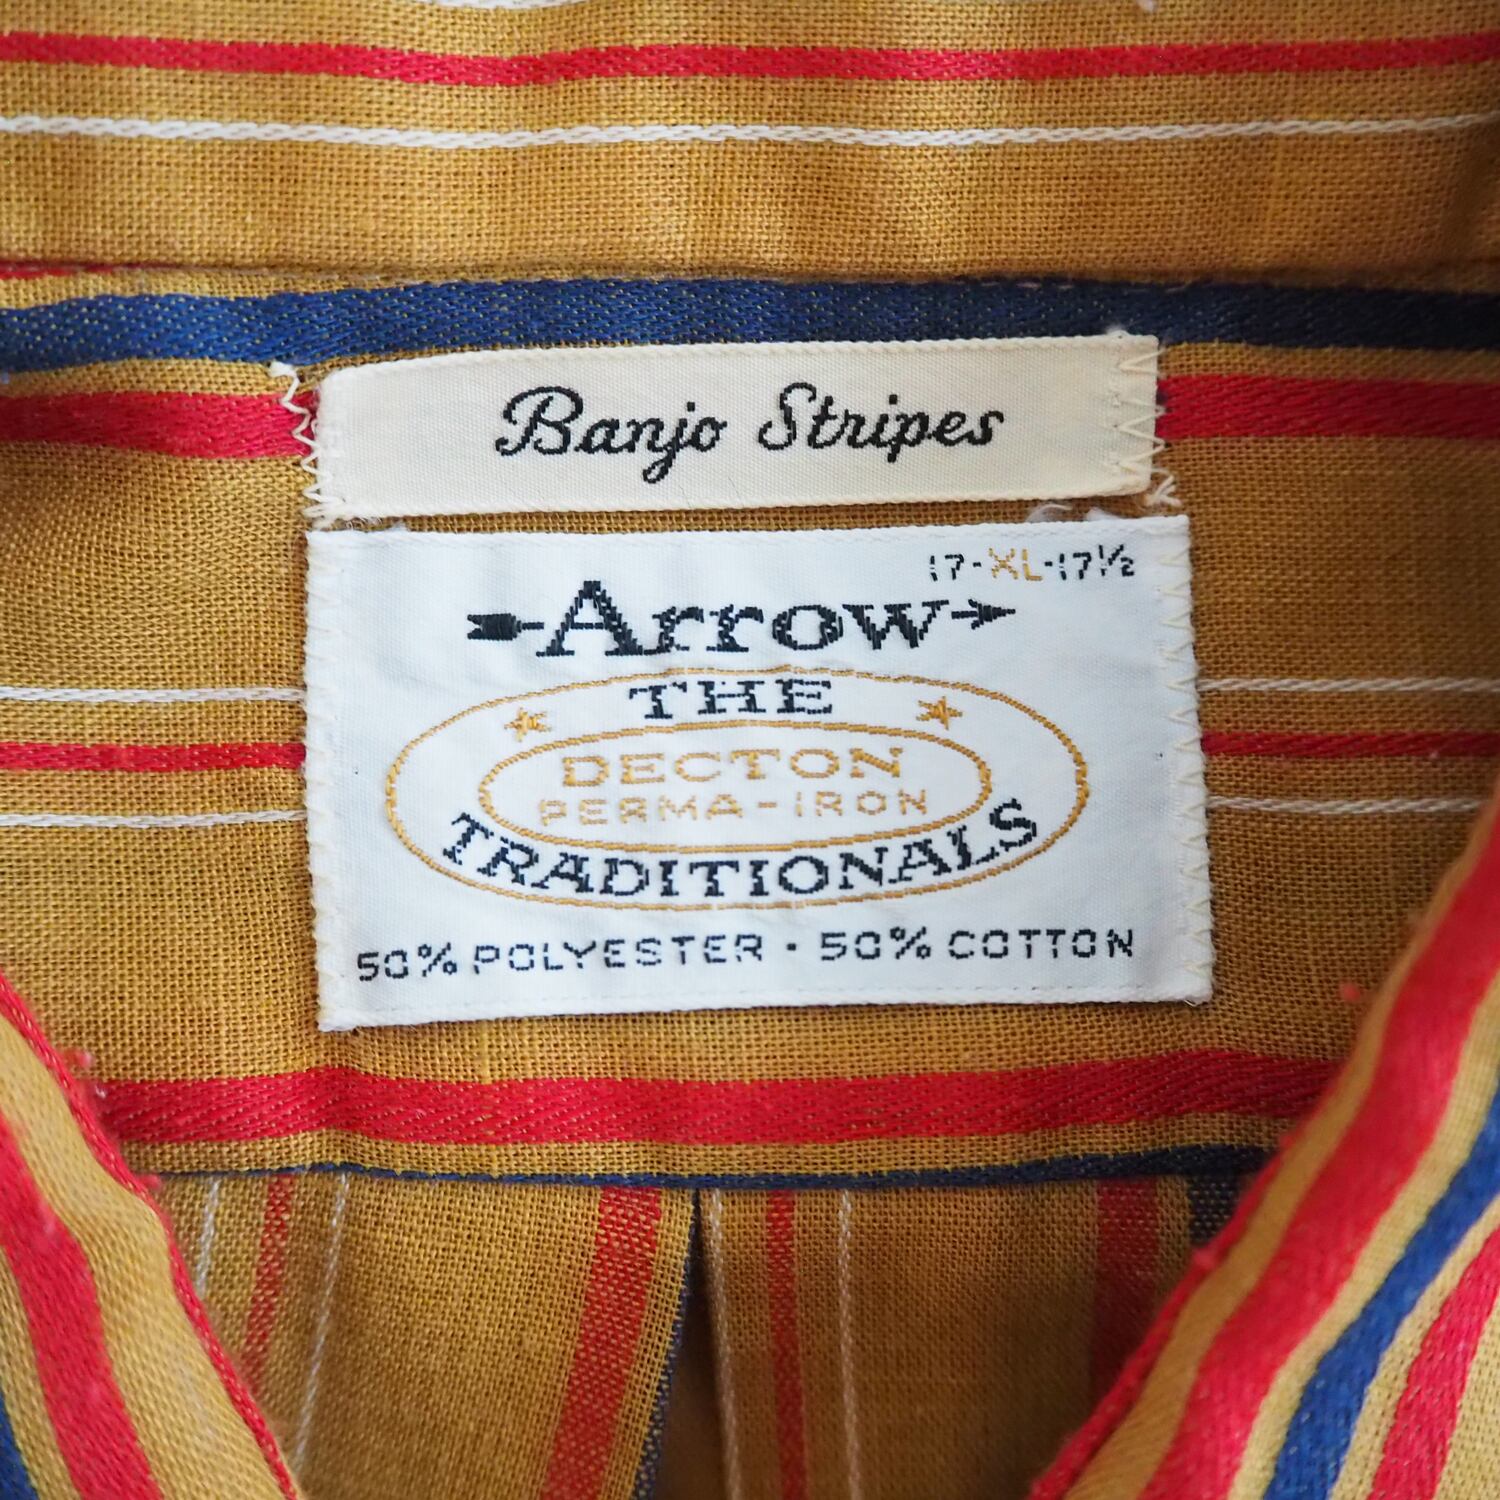 Banjo Stripes
17-XL-17½
Arrow
THE
DECTON
PERMA-IRON
TRADITIONALS
50% POLYESTER · 50% COTTON